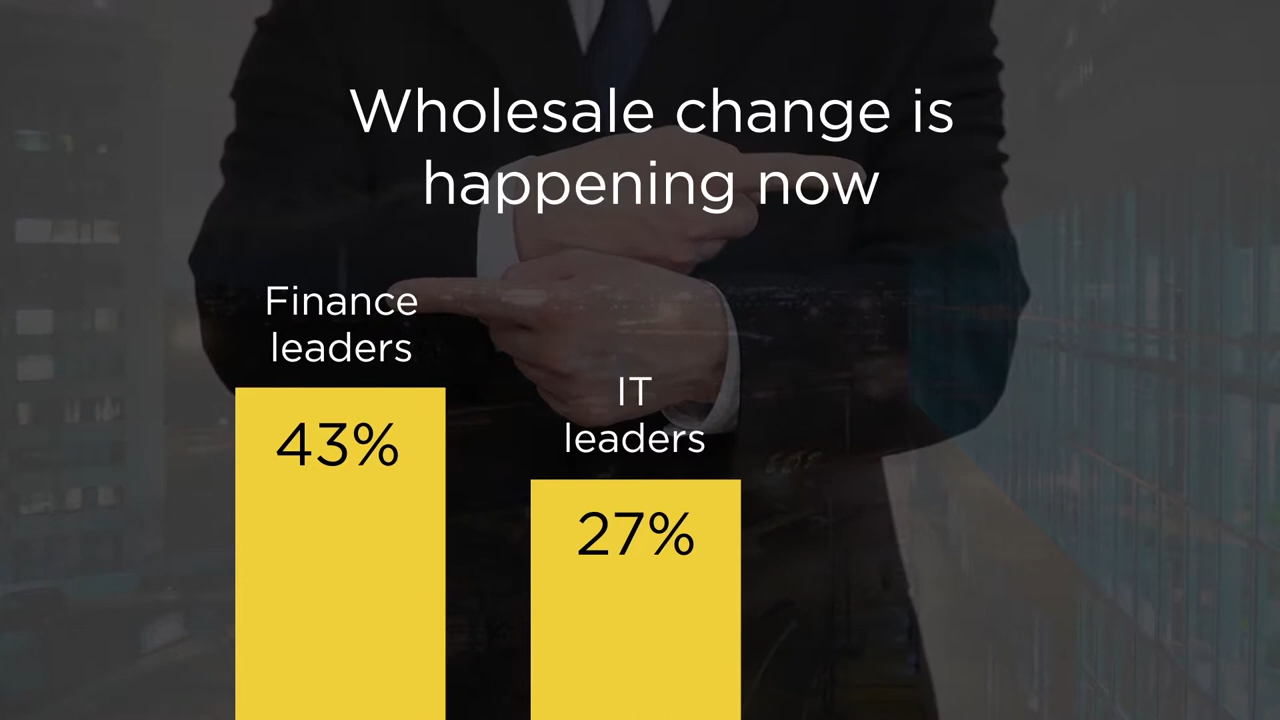 Wholesale change is
happening now
Finance
leaders
43%
IT
leaders
27%